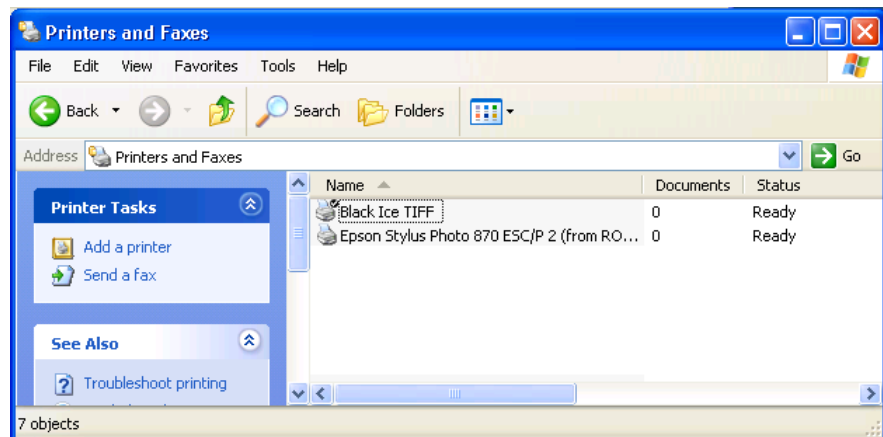 Printers and Faxes
File Edit View Favorites Tools Help
Back Search Folders
Address Printers and Faxes Go
Name Documents Status
Printer Tasks
Black Ice TIFF 0 Ready
Epson Stylus Photo 870 ESC/P 2 (from RO... 0 Ready
Add a printer
Send a fax
See Also
Troubleshoot printing
7 objects